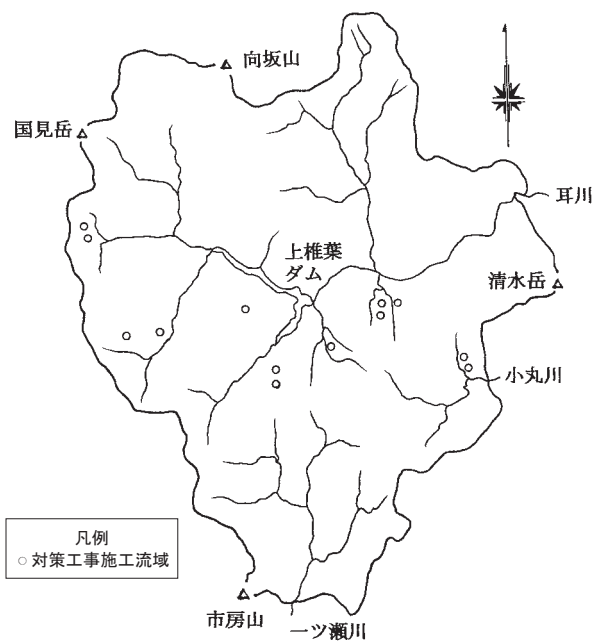 向坂山
国見岳
耳川
上椎葉
ダム
清水岳
小丸川
凡例
○対策工事施工流域
市房山
一ツ瀬川